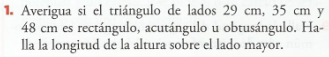 1. Averigua si el triángulo de lados 29 cm, 35 cm y
48 cm es rectángulo, acutángulo u obtusángulo. Ha-
lla la longitud de la altura sobre el lado mayor.